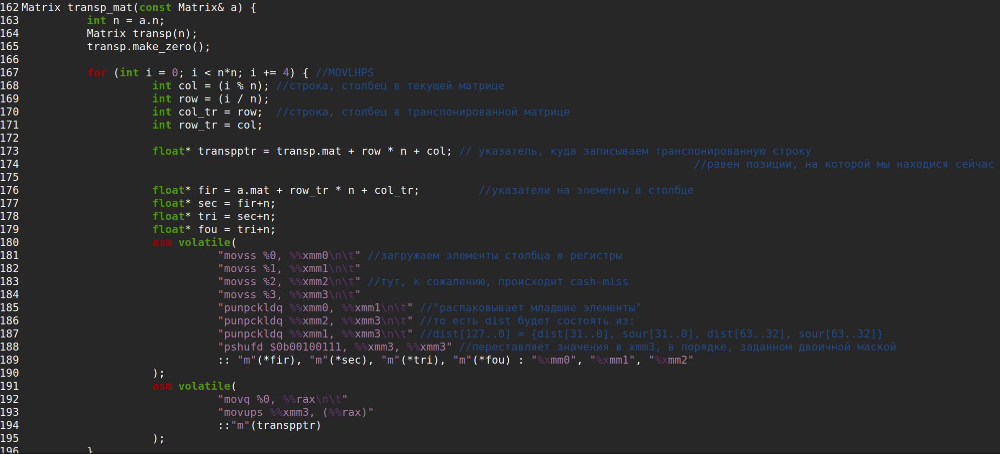 162 Matrix transp_mat(const Matrix& a) {
163 int n = a.n;
164 Matrix transp(n);
165 transp.make_zero();
166
167 for (int i = 0; i < n*n; i += 4) { //MOVLHPS
168 int col = (i % n); //строка, столбец в текущей матрице
169 int row = (i / n);
170 int col_tr = row;  //строка, столбец в транспонированной матрице
171 int row_tr = col;
172
173 float* transpptr = transp.mat + row * n + col; // указатель, куда записываем транспонированную строку
174 //равен позиции, на которой мы находися сейчас
175
176 float* fir = a.mat + row_tr * n + col_tr; //указатели на элементы в столбце
177 float* sec = fir+n;
178 float* tri = sec+n;
179 float* fou = tri+n;
180 asm volatile(
181 "movss %0, %%xmm0\n\t" //загружаем элементы столбца в регистры
182 "movss %1, %%xmm1\n\t"
183 "movss %2, %%xmm2\n\t" //тут, к сожалению, происходит cash-miss
184 "movss %3, %%xmm3\n\t"
185 "punpckldq %%xmm0, %%xmm1\n\t" //"распаковывает младшие элементы"
186 "punpckldq %%xmm2, %%xmm3\n\t" //то есть dist будет состоять из:
187 "punpckldq %%xmm1, %%xmm3\n\t" //dist[127..0] = {dist[31..0], sour[31..0], dist[63..32], sour[63..32]}
188 "pshufd $0b00100111, %%xmm3, %%xmm3" //переставляет значения в xmm3, в порядке, заданном двоичной маской
189 :: "m"(*fir), "m"(*sec), "m"(*tri), "m"(*fou) : "%xmm0", "%xmm1", "%xmm2"
190 );
191 asm volatile(
192 "movq %0, %%rax\n\t"
193 "movups %%xmm3, (%%rax)"
194 ::"m"(transpptr)
195 );
196 }